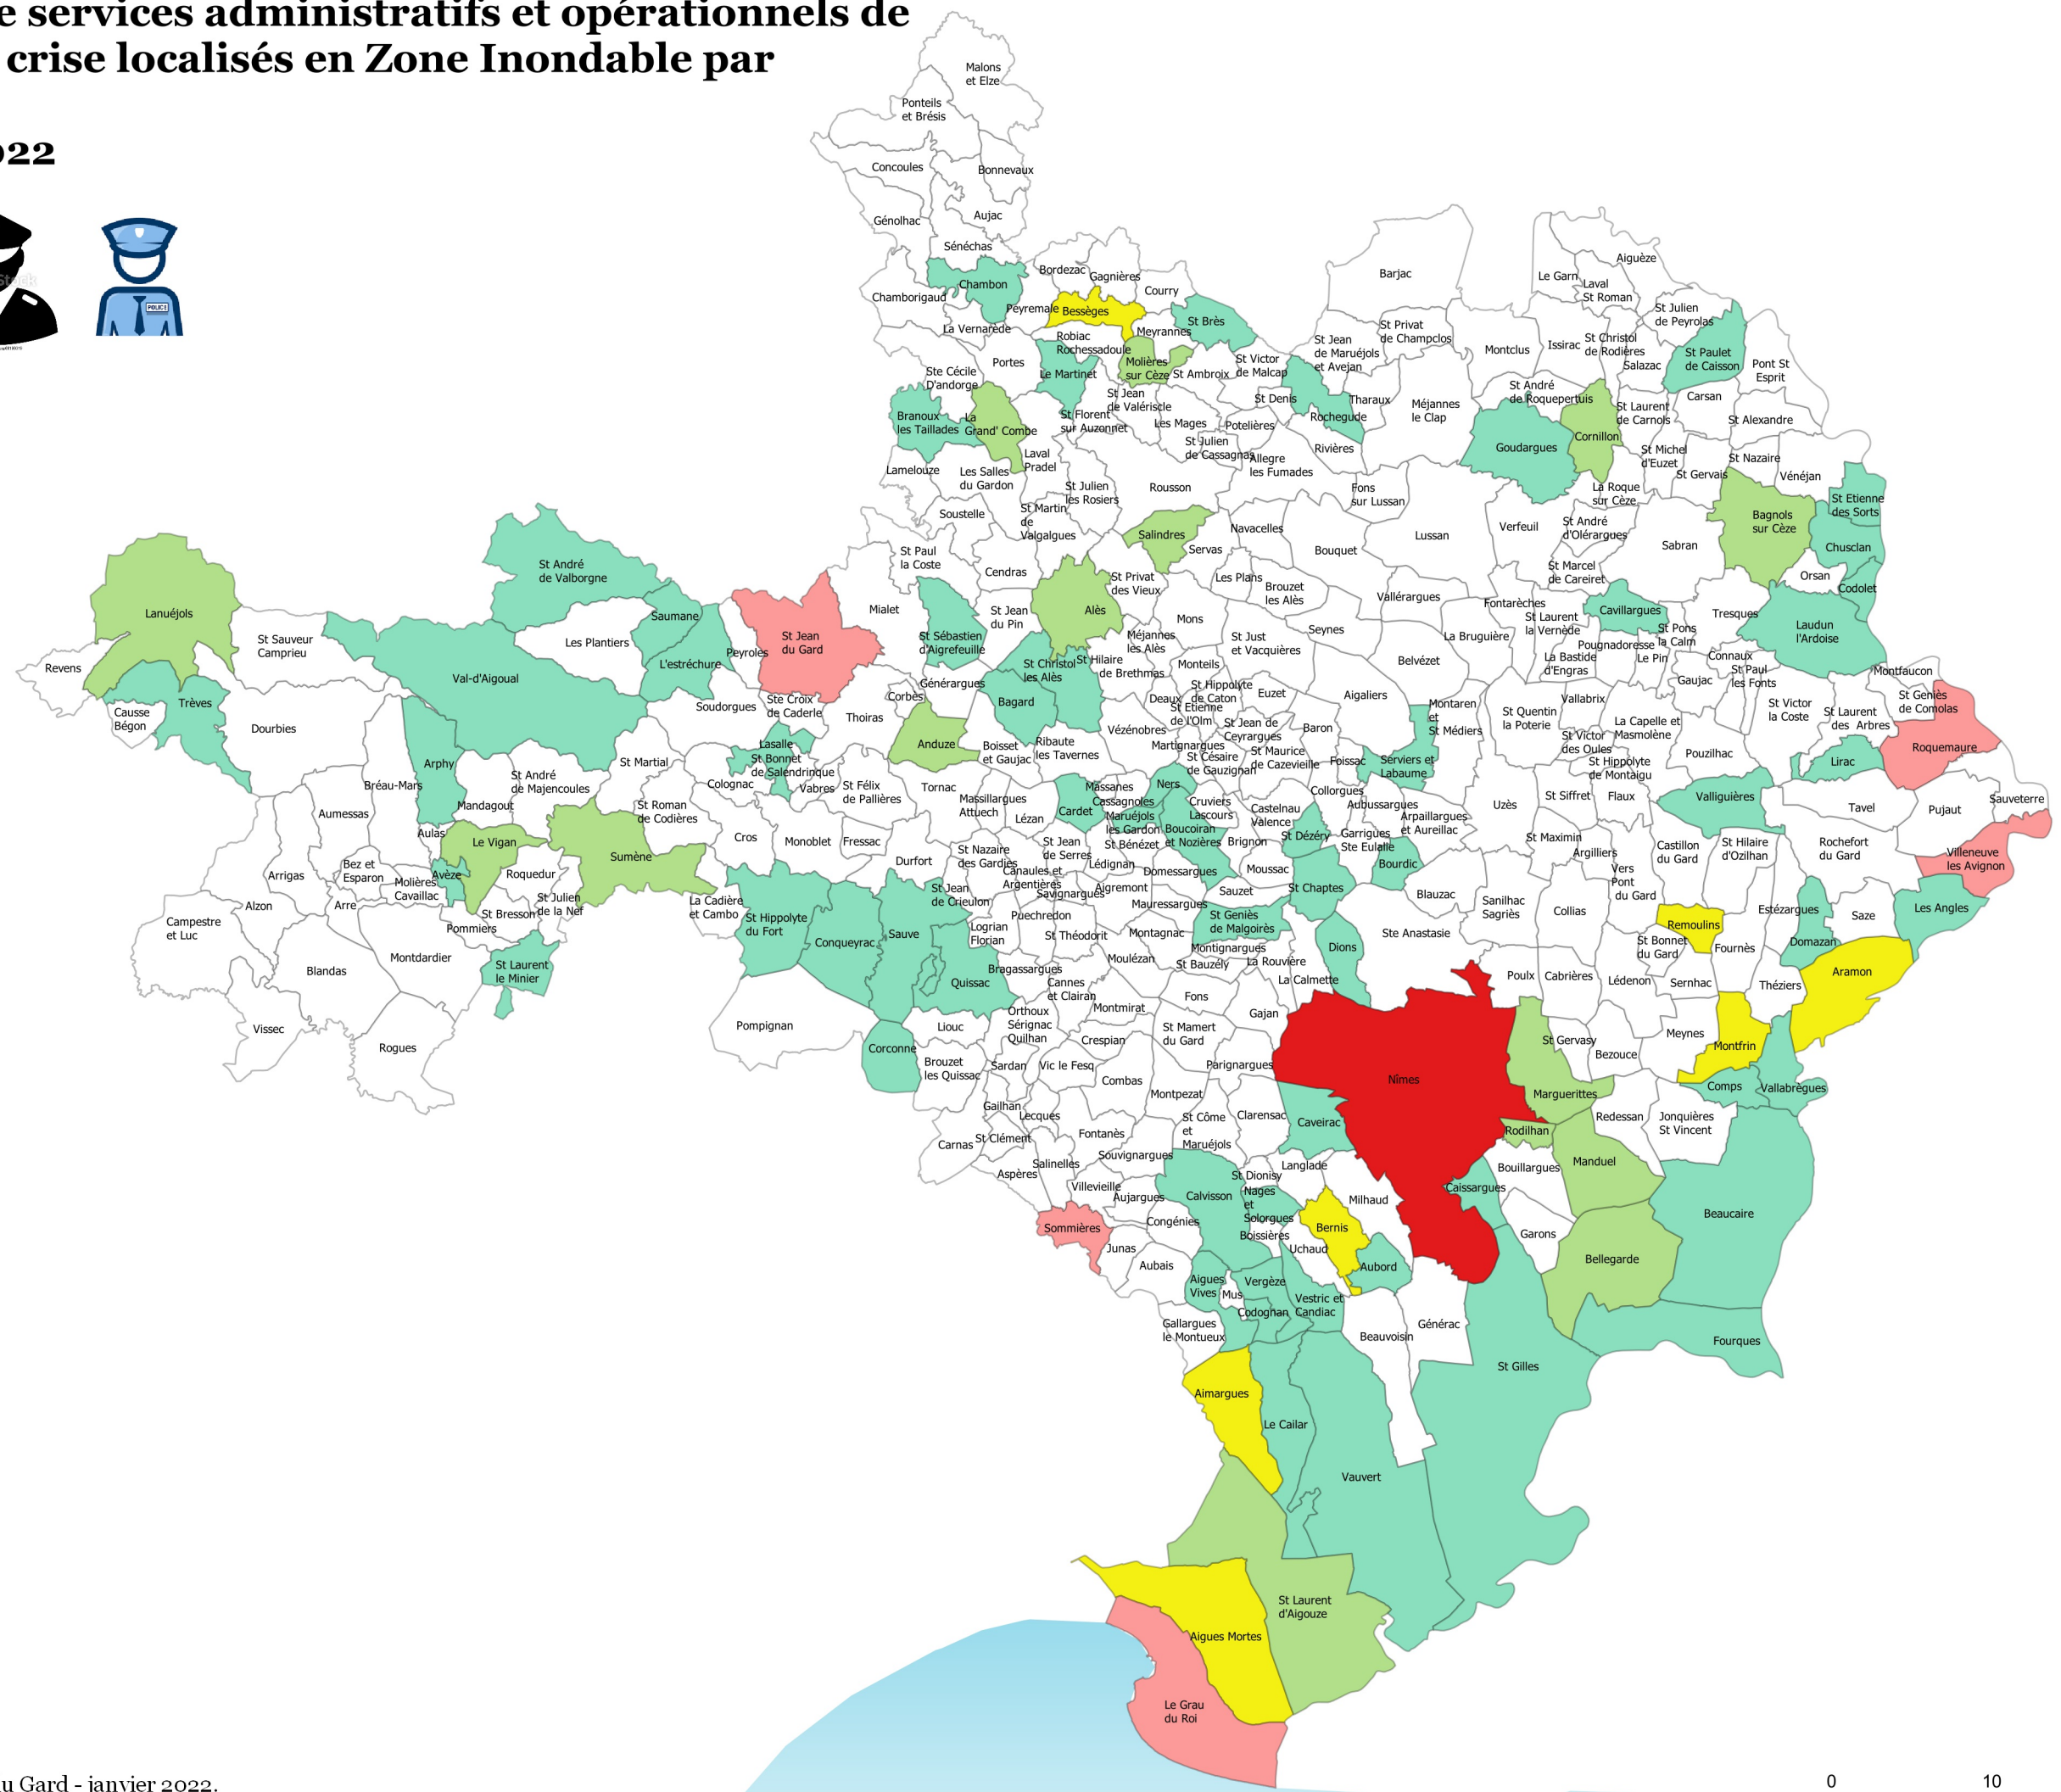 e services administratifs et opérationnels de
crise localisés en Zone Inondable par
022
POLICE
Malons
et Elze
Ponteils
et Brésis
Concoules
Bonnevaux
Génolhac
Aujac
Sénéchas
Chambon
Bordezac
Gagnières
Courry
Chamborigaud
Peyremale
Bessèges
St Brès
La Vernarède
Meyrannes
Robiac
Rochessadoule
Portes
Le Martinet
Molières
sur Cèze
St Ambroix
St Victor
de Malcap
Ste Cécile
D'andorge
Branoux
les Taillades
La
Grand' Combe
St Florent
sur Auzonnet
St Jean
de Valériscle
Les Mages
St Denis
Potelières
St Julien
de Cassagnas
Allegre
les Fumades
Rochegude
Tharaux
Rivières
Barjac
St Jean
de Maruéjols
et Avejan
St Privat
de Champclos
Méjannes
le Clap
Montclus
Issirac
Le Garn
Laval
St Roman
Aiguèze
St Julien
de Peyrolas
St Christol
de Rodières
Salazac
St Paulet
de Caisson
Pont St
Esprit
St André
de Roquepertuis
Cornillon
Goudargues
St Laurent
de Carnols
Carsan
St Alexandre
St Michel
d'Euzet
St Nazaire
St Gervais
Vénéjan
La Roque
sur Cèze
Bagnols
sur Cèze
St Etienne
des Sorts
Chusclan
Orsan
Codolet
Lamelouze
Les Salles
du Gardon
Laval
Pradel
St Julien
les Rosiers
Rousson
Fons
sur Lussan
Soustelle
St Martin
de
Valgalgues
Salindres
Servas
Navacelles
Bouquet
Lussan
Verfeuil
St André
d'Olérargues
Sabran
St Marcel
de Careiret
St Paul
la Coste
Cendras
St Privat
des Vieux
Les Plans
Brouzet
les Alès
Vallérargues
Fontarèches
St Laurent
la Vernède
Cavillargues
Tresques
Laudun
l'Ardoise
St André
de Valborgne
Lanuéjols
Saumane
Les Plantiers
L'estréchure
Peyroles
St Jean
du Gard
Mialet
St Sébastien
d'Aigrefeuille
St Jean
du Pin
Alès
Mons
Méjannes
les Alès
St Just
et Vacquières
Seynes
La Bruguière
Belvézet
La Bastide
d'Engras
Pougnadoresse
Le Pin
St Pons
la Calm
Connaux
Gaujac
St Paul
les Fonts
Montfaucon
St Geniès
de Comolas
Revens
St Sauveur
Camprieu
Val-d'Aigoual
Trèves
Causse
Bégon
Dourbies
Soudorgues
Ste Croix
de Caderle
Thoiras
Corbès
Générargues
Bagard
St Christol
les Alès
St Hilaire
de Brethmas
Monteils
Deaux
St Hippolyte
de Caton
St Etienne
de l'Olm
Euzet
Aigaliers
Montaren
et
St Médiers
St Quentin
la Poterie
Vallabrix
La Capelle et
Masmolène
Pouzilhac
St Victor
la Coste
St Laurent
des Arbres
Roquemaure
Lirac
Anduze
Boisset
et Gaujac
Ribaute
les Tavernes
Vézénobres
Martignargues
St Césaire
de Gauzignan
St Jean de
Ceyrargues
St Maurice
de Cazevieille
Baron
Foissac
Serviers et
Labaume
St Victor
des Oules
St Hippolyte
de Montaigu
Arphy
Bréau-Mars
Mandagout
St André
de Majencoules
St Martial
Lasalle
St Bonnet
de Salendrinque
Colognac
Vabres
St Félix
de Pallières
Tornac
Massillargues
Attuech
Lézan
Cardet
Massanes
Cassagnoles
Maruéjols
les Gardon
Ners
Boucoiran
et Nozières
Cruviers
Lascours
Castelnau
Valence
Brignon
St Dézéry
Collorgues
Aubussargues
Garrigues
Ste Eulalie
Arpaillargues
et Aureillac
Bourdic
Uzès
St Siffret
Flaux
Valliguières
Tavel
Pujaut
Sauveterre
Aumessas
Aulas
Le Vigan
Sumène
St Roman
de Codières
Cros
Monoblet
Fressac
Durfort
St Nazaire
des Gardies
St Jean
de Serres
Lédignan
St Bénézet
Domessargues
Moussac
St Chaptes
Blauzac
Sanilhac
Sagriès
St Maximin
Argilliers
Vers
Pont
du Gard
Castillon
du Gard
St Hilaire
d'Ozilhan
Rochefort
du Gard
Villeneuve
les Avignon
Arrigas
Bez et
Esparon
Molières
Cavaillac
Avèze
Arre
Roquedur
St Julien
de la Nef
St Bresson
Pommiers
La Cadière
et Cambo
St Hippolyte
du Fort
Conqueyrac
Sauve
St Jean
de Crieulon
Canaules et
Argentières
Savignargues
Aigremont
Mauressargues
Sauzet
St Geniès
de Malgoirès
Dions
Ste Anastasie
Collias
Remoulins
Estézargues
Saze
Les Angles
Domazan
Campestre
et Luc
Alzon
Blandas
Montdardier
St Laurent
le Minier
Vissec
Rogues
Pompignan
Quissac
Logrian
Florian
Puechredon
St Théodorit
Bragassargues
Cannes
et Clairan
Moulézan
Montagnac
Montignargues
St Bauzély
La Rouvière
La Calmette
Poulx
Cabrières
St Bonnet
du Gard
Lédenon
Sernhac
Fournès
Théziers
Aramon
Corconne
Liouc
Brouzet
les Quissac
Orthoux
Sérignac
Quilhan
Sardan
Montmirat
Crespian
Vic le Fesq
Combas
Fons
St Mamert
du Gard
Gajan
Parignargues
Montpezat
Nîmes
St Gervasy
Bezouce
Meynes
Montfrin
Comps
Vallabrègues
Marguerittes
Gailhan
Lecques
Carnas
St Clément
Fontanès
St Côme
et
Maruéjols
Clarensac
Caveirac
Redessan
Jonquières
St Vincent
Rodilhan
Manduel
Aspères
Salinelles
Souvignargues
Villevieille
Aujargues
Calvisson
St Dionisy
Langlade
Nages
et
Solorgues
Bernis
Milhaud
Caissargues
Bouillargues
Garons
Beaucaire
Sommières
Junas
Congénies
Aubais
Boissières
Uchaud
Aubord
Bellegarde
Aigues
Vives
Mus
Vergèze
Codognan
Vestric et
Candiac
Gallargues
le Montueux
Beauvoisin
Générac
St Gilles
Fourques
Aimargues
Le Cailar
Vauvert
St Laurent
d'Aigouze
Aigues Mortes
Le Grau
du Roi
u Gard - janvier 2022.
0 10